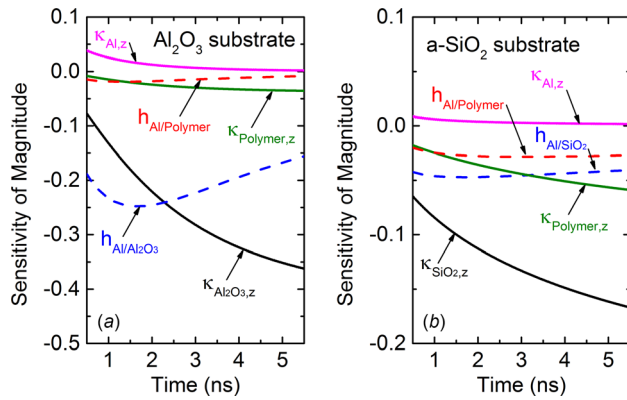 Al₂O₃ substrate
κAl,z
hAl/Polymer
κPolymer,z
hAl/Al₂O₃
κAl₂O₃,z
(a)
0.1
0.0
-0.1
-0.2
-0.3
-0.4
-0.5
1 2 3 4 5
Time (ns)
Sensitivity of Magnitude
a-SiO₂ substrate
κAl,z
hAl/Polymer
hAl/SiO₂
κPolymer,z
κSiO₂,z
(b)
0.1
0.0
-0.1
-0.2
1 2 3 4 5
Time (ns)
Sensitivity of Magnitude